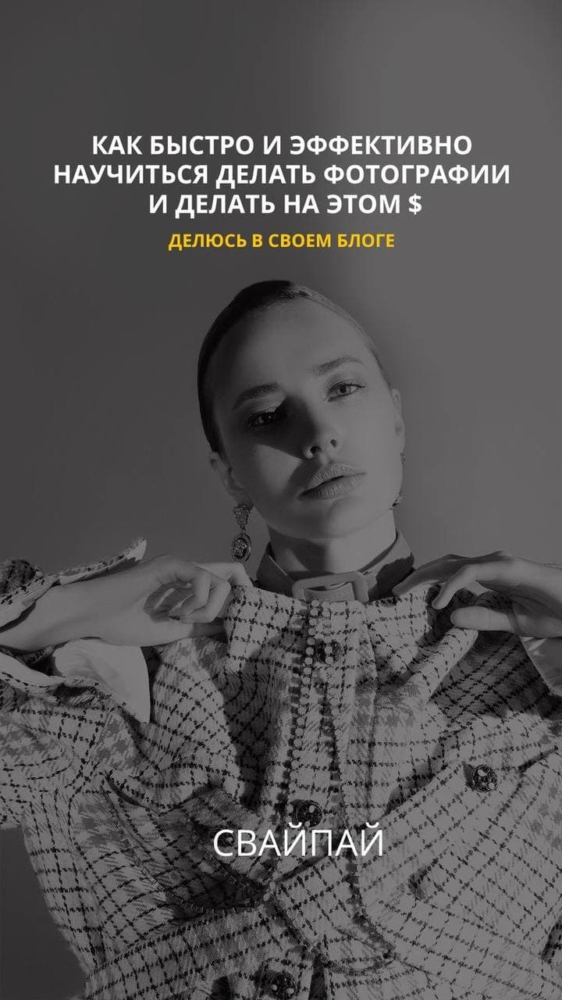 КАК БЫСТРО И ЭФФЕКТИВНО
НАУЧИТЬСЯ ДЕЛАТЬ ФОТОГРАФИИ
И ДЕЛАТЬ НА ЭТОМ $
ДЕЛЮСЬ В СВОЕМ БЛОГЕ
СВАЙПАЙ